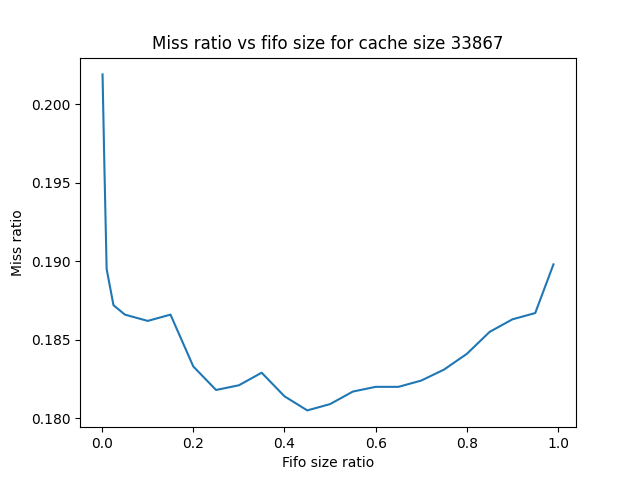 Miss ratio vs fifo size for cache size 33867
0.200
0.195
0.190
0.185
0.180
Miss ratio
0.0 0.2 0.4 0.6 0.8 1.0
Fifo size ratio